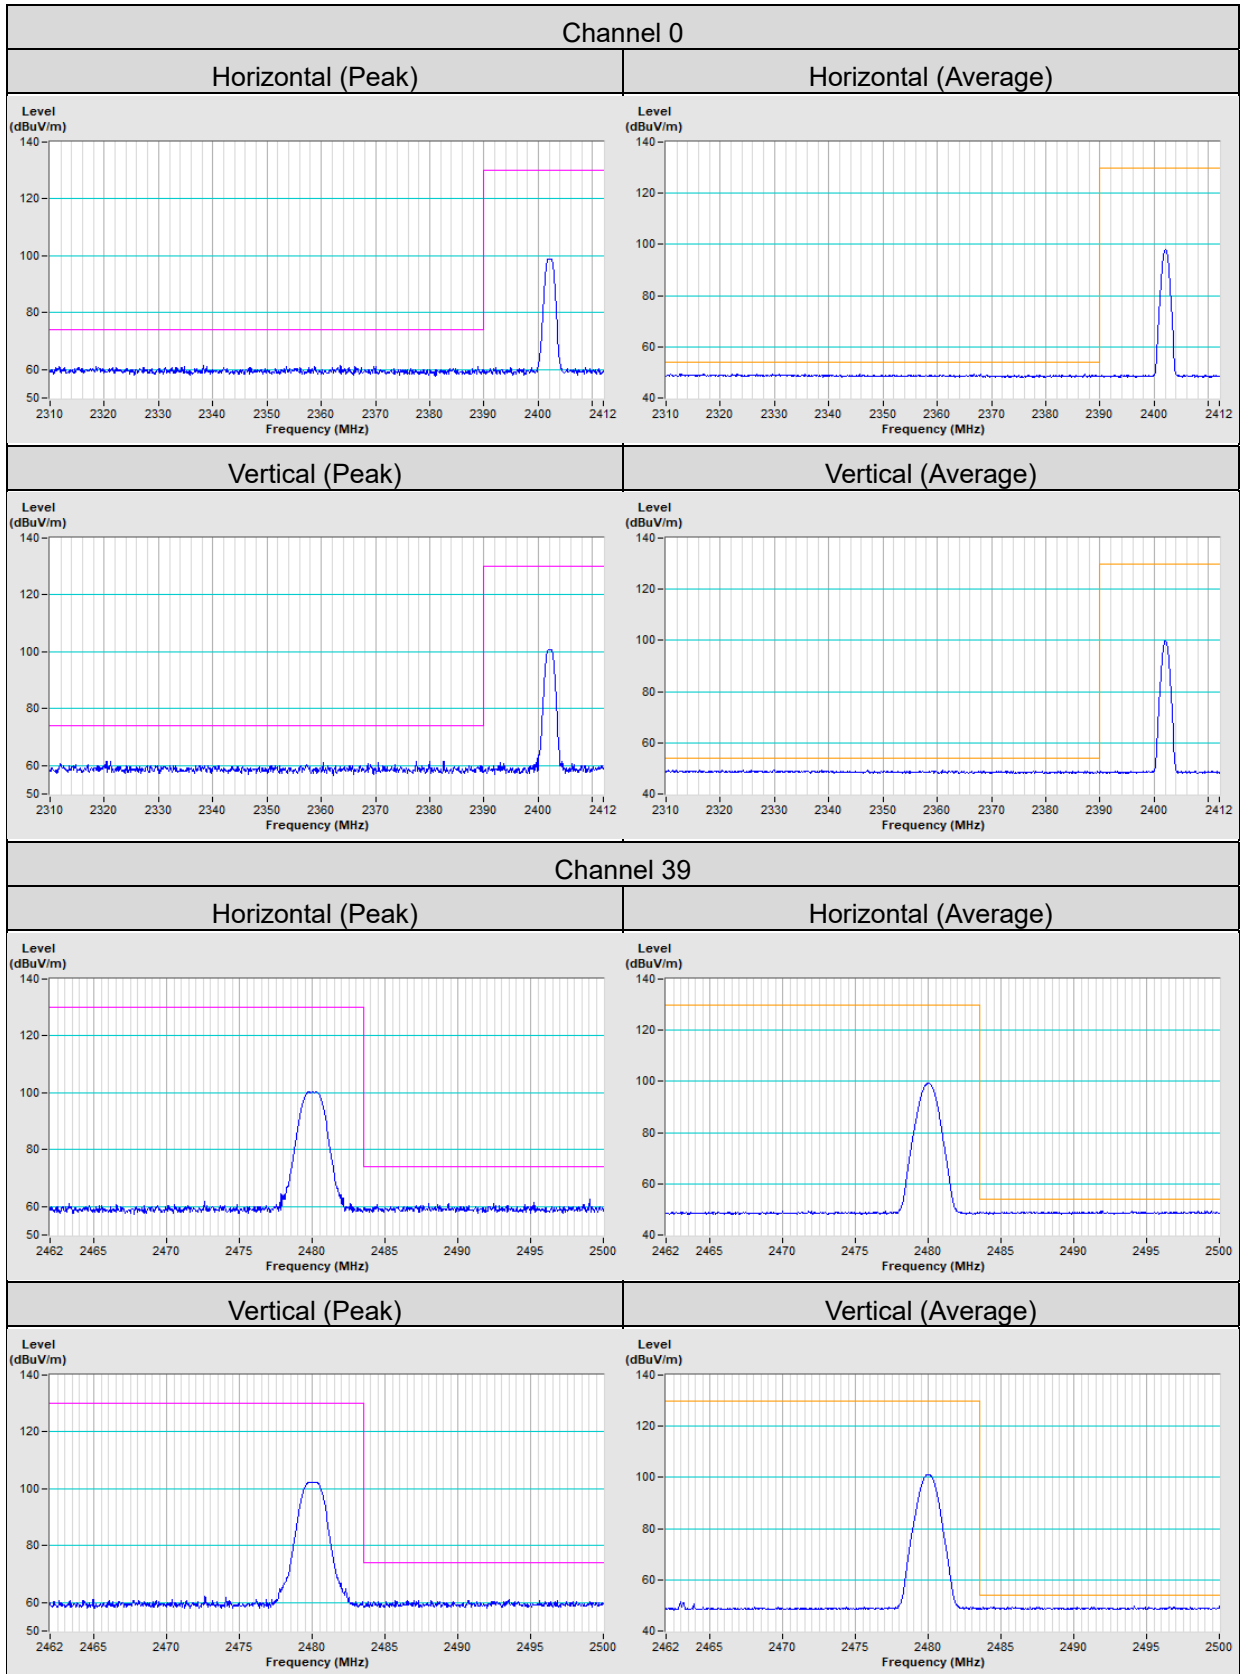 Channel 0
Horizontal (Peak) Horizontal (Average)
Level
(dBuV/m)
140
120
100
80
60
50
2310 2320 2330 2340 2350 2360 2370 2380 2390 2400 2412
Frequency (MHz)
Level
(dBuV/m)
140
120
100
80
60
40
2310 2320 2330 2340 2350 2360 2370 2380 2390 2400 2412
Frequency (MHz)
Vertical (Peak) Vertical (Average)
Level
(dBuV/m)
140
120
100
80
60
50
2310 2320 2330 2340 2350 2360 2370 2380 2390 2400 2412
Frequency (MHz)
Level
(dBuV/m)
140
120
100
80
60
40
2310 2320 2330 2340 2350 2360 2370 2380 2390 2400 2412
Frequency (MHz)
Channel 39
Horizontal (Peak) Horizontal (Average)
Level
(dBuV/m)
140
120
100
80
60
50
2462 2465 2470 2475 2480 2485 2490 2495 2500
Frequency (MHz)
Level
(dBuV/m)
140
120
100
80
60
40
2462 2465 2470 2475 2480 2485 2490 2495 2500
Frequency (MHz)
Vertical (Peak) Vertical (Average)
Level
(dBuV/m)
140
120
100
80
60
50
2462 2465 2470 2475 2480 2485 2490 2495 2500
Frequency (MHz)
Level
(dBuV/m)
140
120
100
80
60
40
2462 2465 2470 2475 2480 2485 2490 2495 2500
Frequency (MHz)